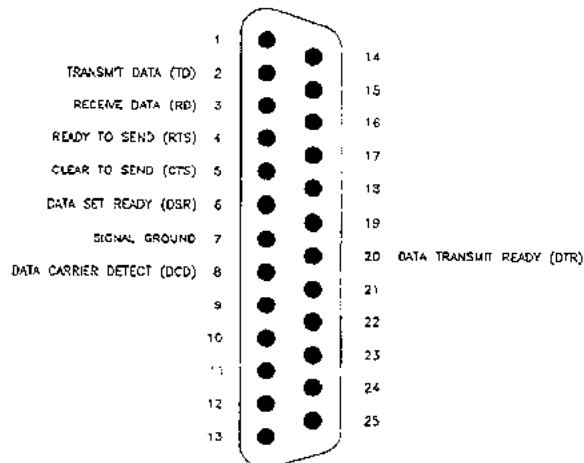 1
TRANSMIT DATA (TD) 2
RECEIVE DATA (RD) 3
READY TO SEND (RTS) 4
CLEAR TO SEND (CTS) 5
DATA SET READY (DSR) 6
SIGNAL GROUND 7
DATA CARRIER DETECT (DCD) 8
9
10
11
12
13
14
15
16
17
18
19
20 DATA TRANSMIT READY (DTR)
21
22
23
24
25